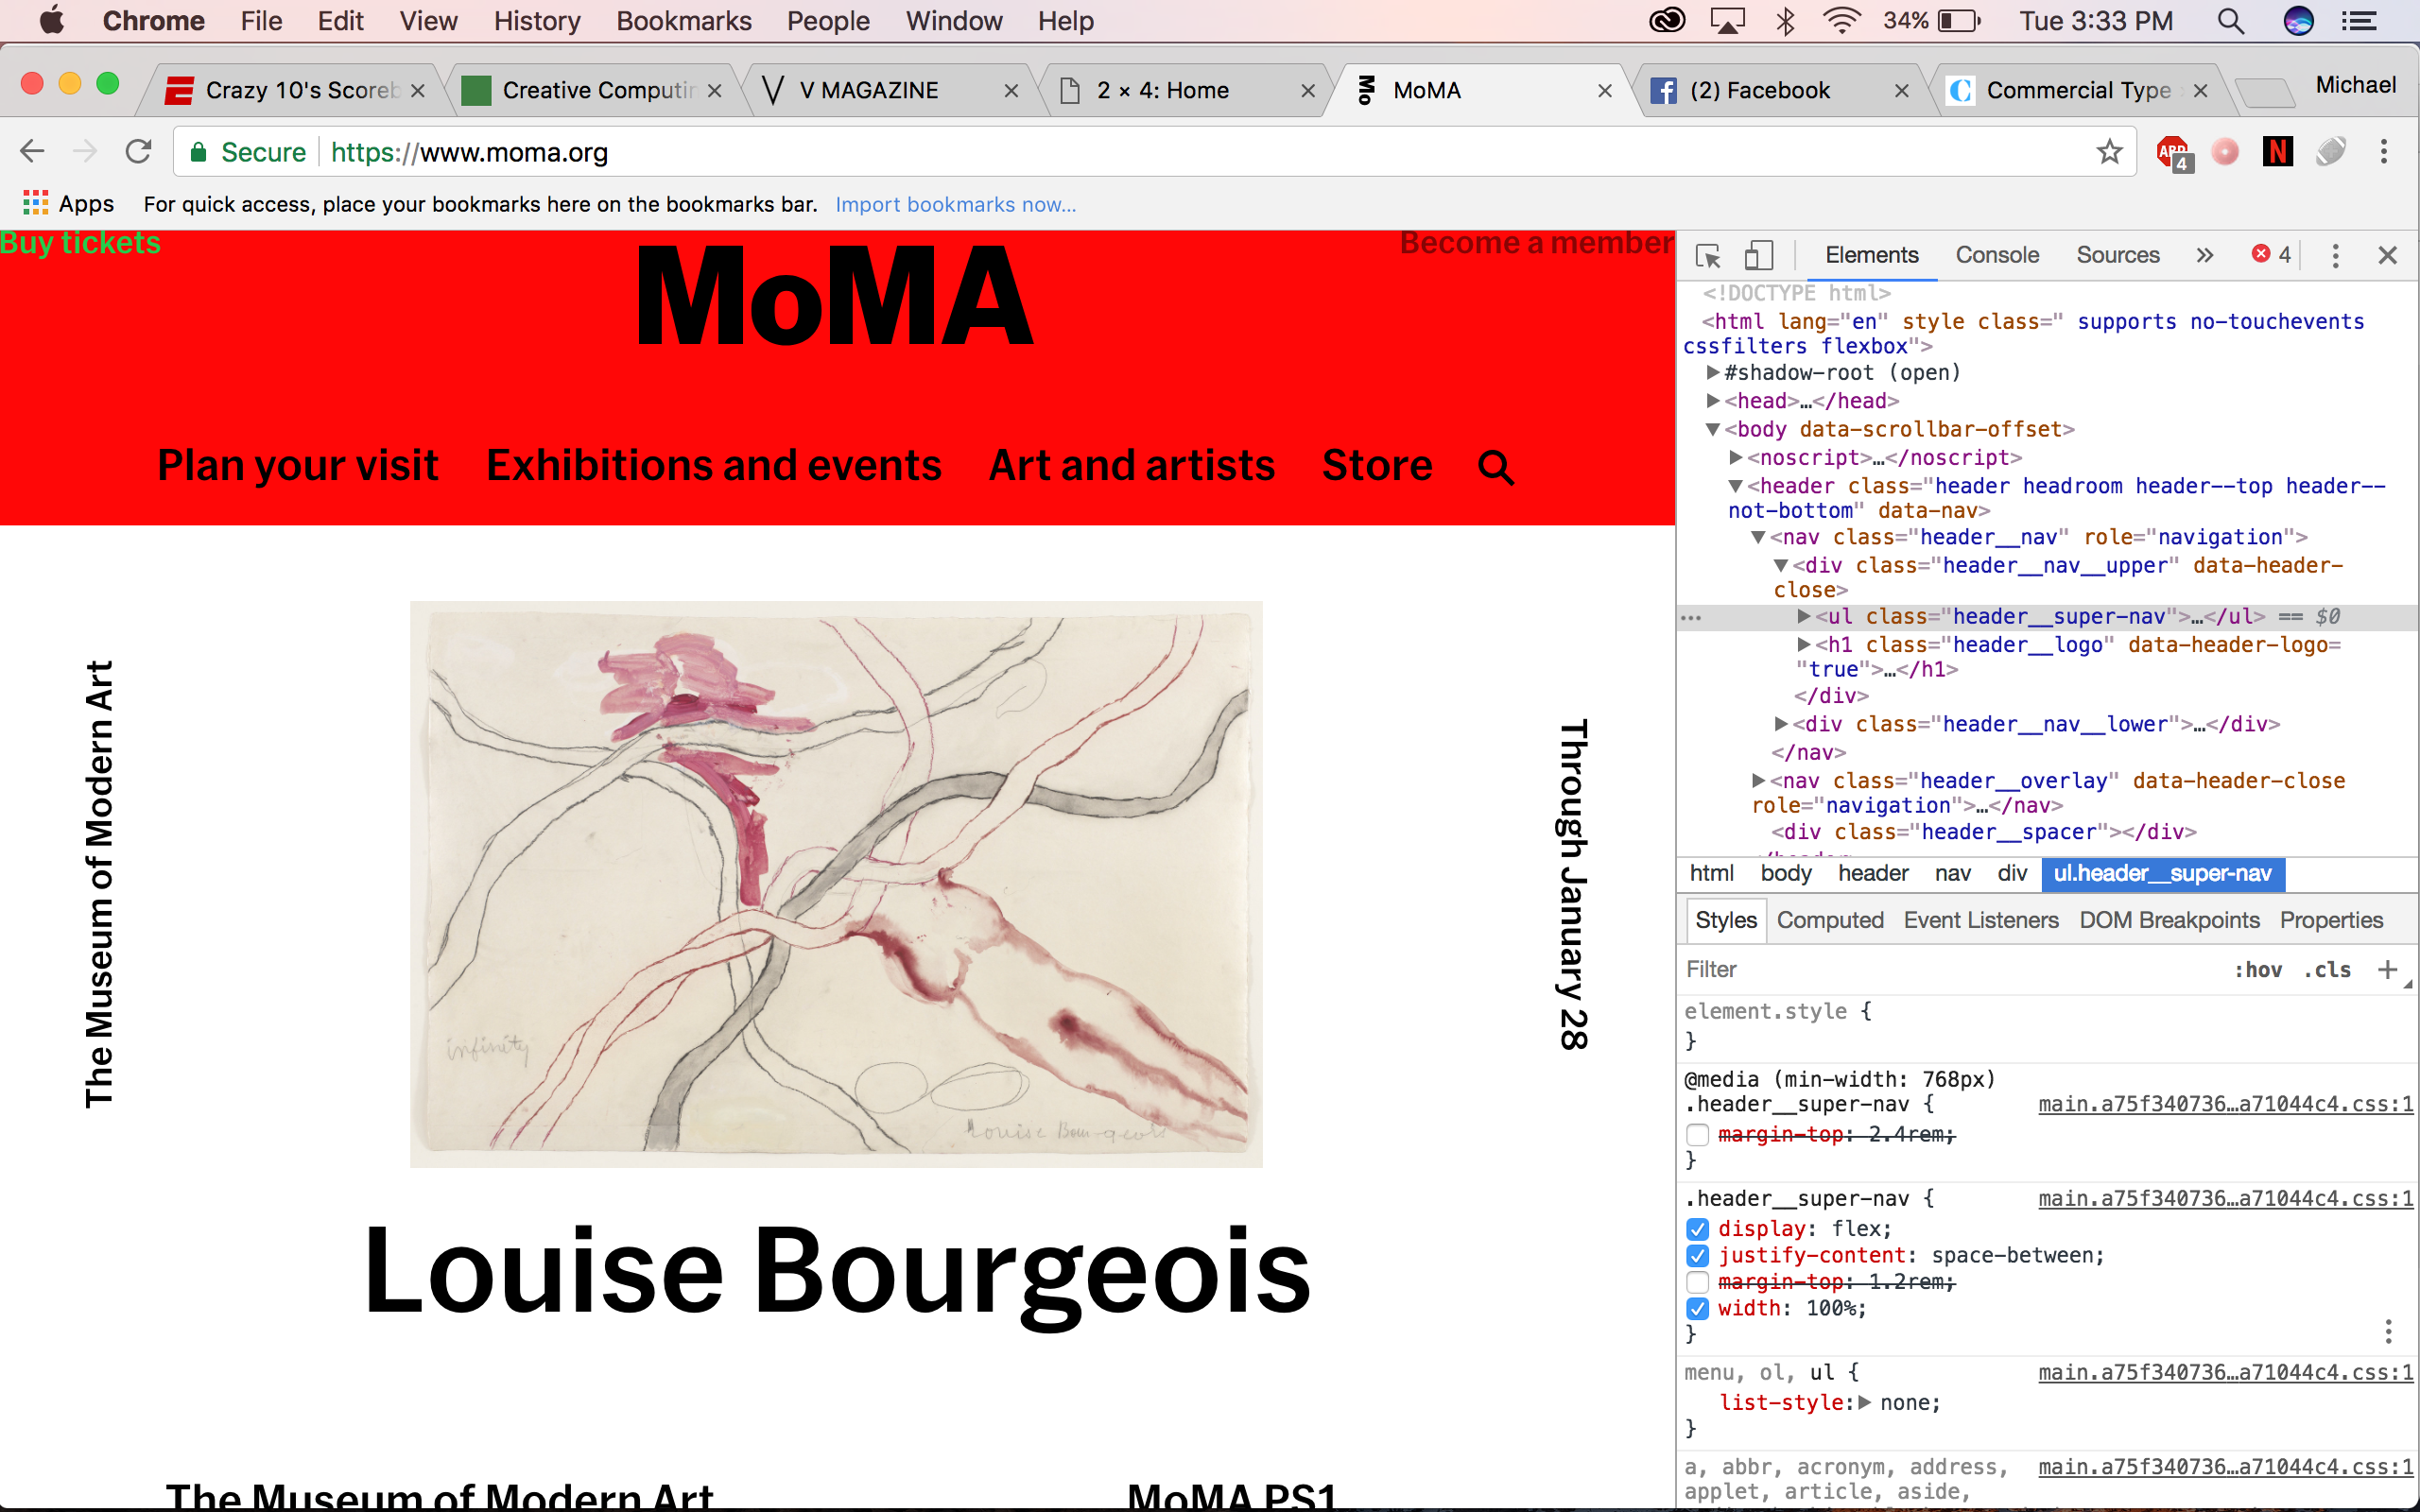 Chrome File Edit View History Bookmarks People Window Help 34% Tue 3:33 PM
Crazy 10's Scoreb Creative Computin V MAGAZINE 2 × 4: Home MoMA (2) Facebook Commercial Type Michael
Secure https://www.moma.org ABP 4 N
Apps For quick access, place your bookmarks here on the bookmarks bar. Import bookmarks now...
Buy tickets
MoMA
Become a member
Plan your visit Exhibitions and events Art and artists Store
The Museum of Modern Art
infinity
Louise Bourgeois
Through January 28
Louise Bourgeois
The Museum of Modern Art
MoMA PS1
Elements Console Sources » 4
<!DOCTYPE html>
<html lang="en" style class=" supports no-touchevents
cssfilters flexbox">
▶#shadow-root (open)
▶<head>…</head>
▼<body data-scrollbar-offset>
▶<noscript>…</noscript>
▼<header class="header headroom header--top header--
not-bottom" data-nav>
▼<nav class="header__nav" role="navigation">
▼<div class="header__nav__upper" data-header-
close>
… ▶<ul class="header__super-nav">…</ul> == $0
▶<h1 class="header__logo" data-header-logo=
"true">…</h1>
</div>
▶<div class="header__nav__lower">…</div>
</nav>
▶<nav class="header__overlay" data-header-close
role="navigation">…</nav>
<div class="header__spacer"></div>
</header>
html body header nav div ul.header__super-nav
Styles Computed Event Listeners DOM Breakpoints Properties
Filter :hov .cls +
element.style {
}
@media (min-width: 768px)
.header__super-nav { main.a75f340736…a71044c4.css:1
margin-top: 2.4rem;
}
.header__super-nav { main.a75f340736…a71044c4.css:1
display: flex;
justify-content: space-between;
margin-top: 1.2rem;
width: 100%;
}
menu, ol, ul { main.a75f340736…a71044c4.css:1
list-style:▶ none;
}
a, abbr, acronym, address, main.a75f340736…a71044c4.css:1
applet, article, aside,